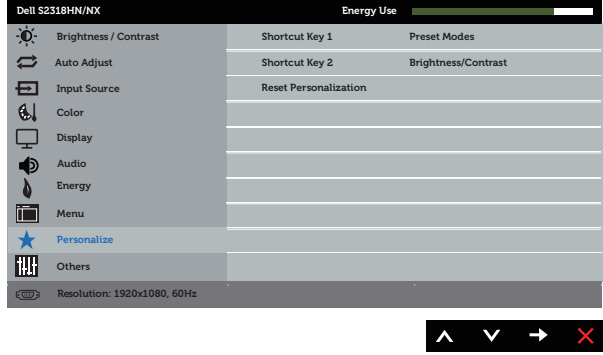 Dell S2318HN/NX Energy Use
Brightness / Contrast Shortcut Key 1 Preset Modes
Auto Adjust Shortcut Key 2 Brightness/Contrast
Input Source Reset Personalization
Color
Display
Audio
Energy
Menu
Personalize
Others
Resolution: 1920x1080, 60Hz